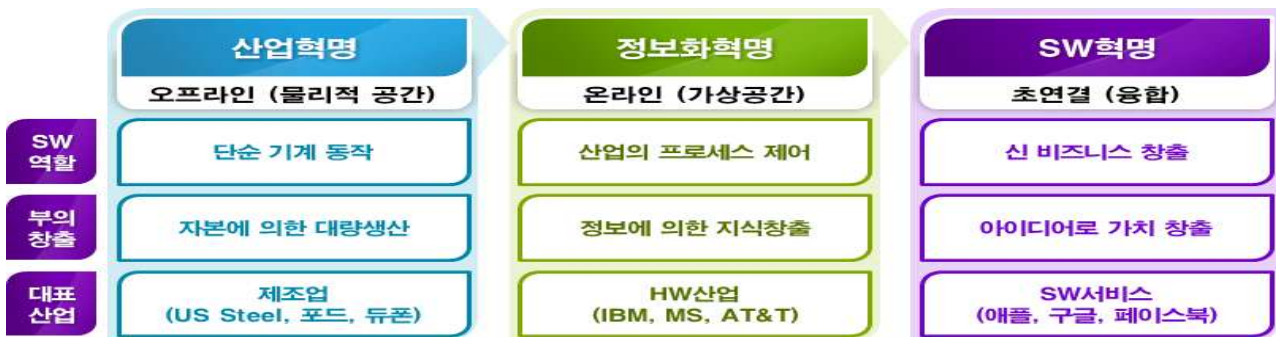 산업혁명
정보화혁명
SW혁명
오프라인 (물리적 공간)
온라인 (가상공간)
초연결 (융합)
SW
역할
단순 기계 동작
산업의 프로세스 제어
신 비즈니스 창출
부의
창출
자본에 의한 대량생산
정보에 의한 지식창출
아이디어로 가치 창출
대표
산업
제조업
(US Steel, 포드, 듀폰)
HW산업
(IBM, MS, AT&T)
SW서비스
(애플, 구글, 페이스북)